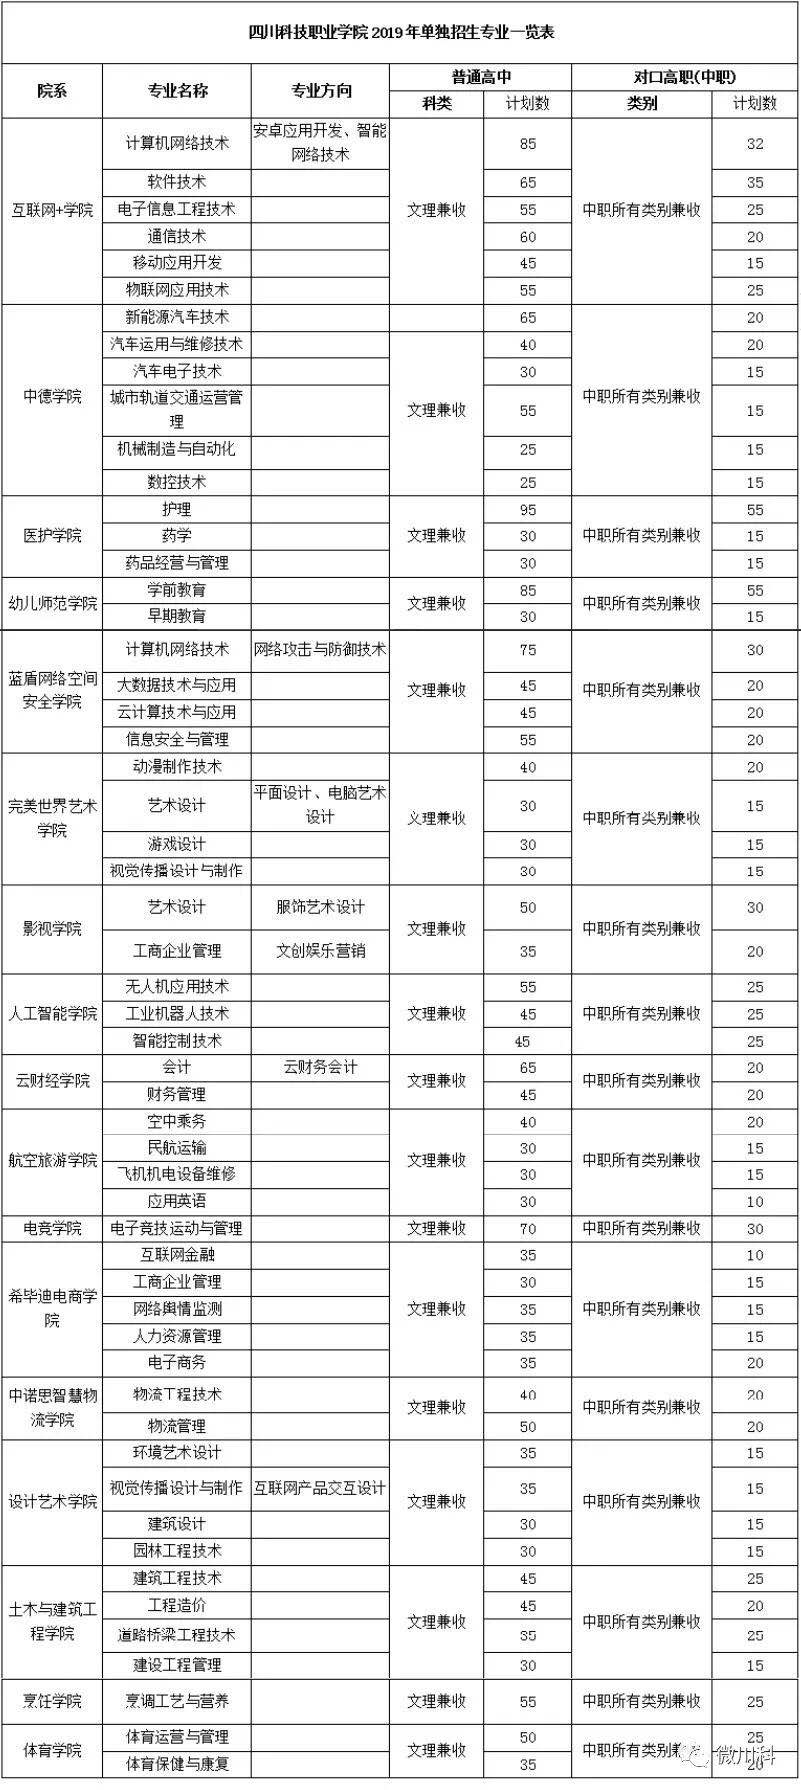 四川科技职业学院2019年单独招生专业一览表
院系 专业名称 专业方向 普通高中 对口高职(中职)
科类 计划数 类别 计划数
互联网+学院 计算机网络技术 安卓应用开发、智能网络技术 文理兼收 85 中职所有类别兼收 32
软件技术 65 35
电子信息工程技术 55 25
通信技术 60 20
移动应用开发 45 15
物联网应用技术 55 25
中德学院 新能源汽车技术 65 中职所有类别兼收 20
汽车运用与维修技术 文理兼收 40 20
汽车电子技术 30 15
城市轨道交通运营管理 55 15
机械制造与自动化 25 15
数控技术 25 15
医护学院 护理 文理兼收 95 中职所有类别兼收 55
药学 30 15
药品经营与管理 30 15
幼儿师范学院 学前教育 文理兼收 85 中职所有类别兼收 55
早期教育 30 15
蓝盾网络空间安全学院 计算机网络技术 网络攻击与防御技术 文理兼收 75 中职所有类别兼收 30
大数据技术与应用 45 20
云计算技术与应用 45 20
信息安全与管理 55 20
完美世界艺术学院 动漫制作技术 义理兼收 40 中职所有类别兼收 20
艺术设计 平面设计、电脑艺术设计 30 15
游戏设计 30 15
视觉传播设计与制作 30 15
影视学院 艺术设计 服饰艺术设计 文理兼收 50 中职所有类别兼收 30
工商企业管理 文创娱乐营销 35 20
人工智能学院 无人机应用技术 文理兼收 55 中职所有类别兼收 25
工业机器人技术 45 25
智能控制技术 45 25
云财经学院 会计 云财务会计 文理兼收 65 中职所有类别兼收 20
财务管理 45 20
航空旅游学院 空中乘务 文理兼收 40 中职所有类别兼收 20
民航运输 30 15
飞机机电设备维修 30 15
应用英语 30 10
电竞学院 电子竞技运动与管理 文理兼收 70 中职所有类别兼收 30
希毕迪电商学院 互联网金融 文理兼收 35 中职所有类别兼收 10
工商企业管理 30 15
网络舆情监测 35 15
人力资源管理 35 15
电子商务 35 20
中诺思智慧物流学院 物流工程技术 文理兼收 40 中职所有类别兼收 20
物流管理 50 20
设计艺术学院 环境艺术设计 文理兼收 35 中职所有类别兼收 15
视觉传播设计与制作 互联网产品交互设计 35 15
建筑设计 30 15
园林工程技术 30 15
土木与建筑工程学院 建筑工程技术 文理兼收 45 中职所有类别兼收 25
工程造价 45 20
道路桥梁工程技术 35 25
建设工程管理 30 15
烹饪学院 烹调工艺与营养 文理兼收 55 中职所有类别兼收 25
体育学院 体育运营与管理 文理兼收 50 中职所有类别兼收 25
体育保健与康复 35 20
微川科